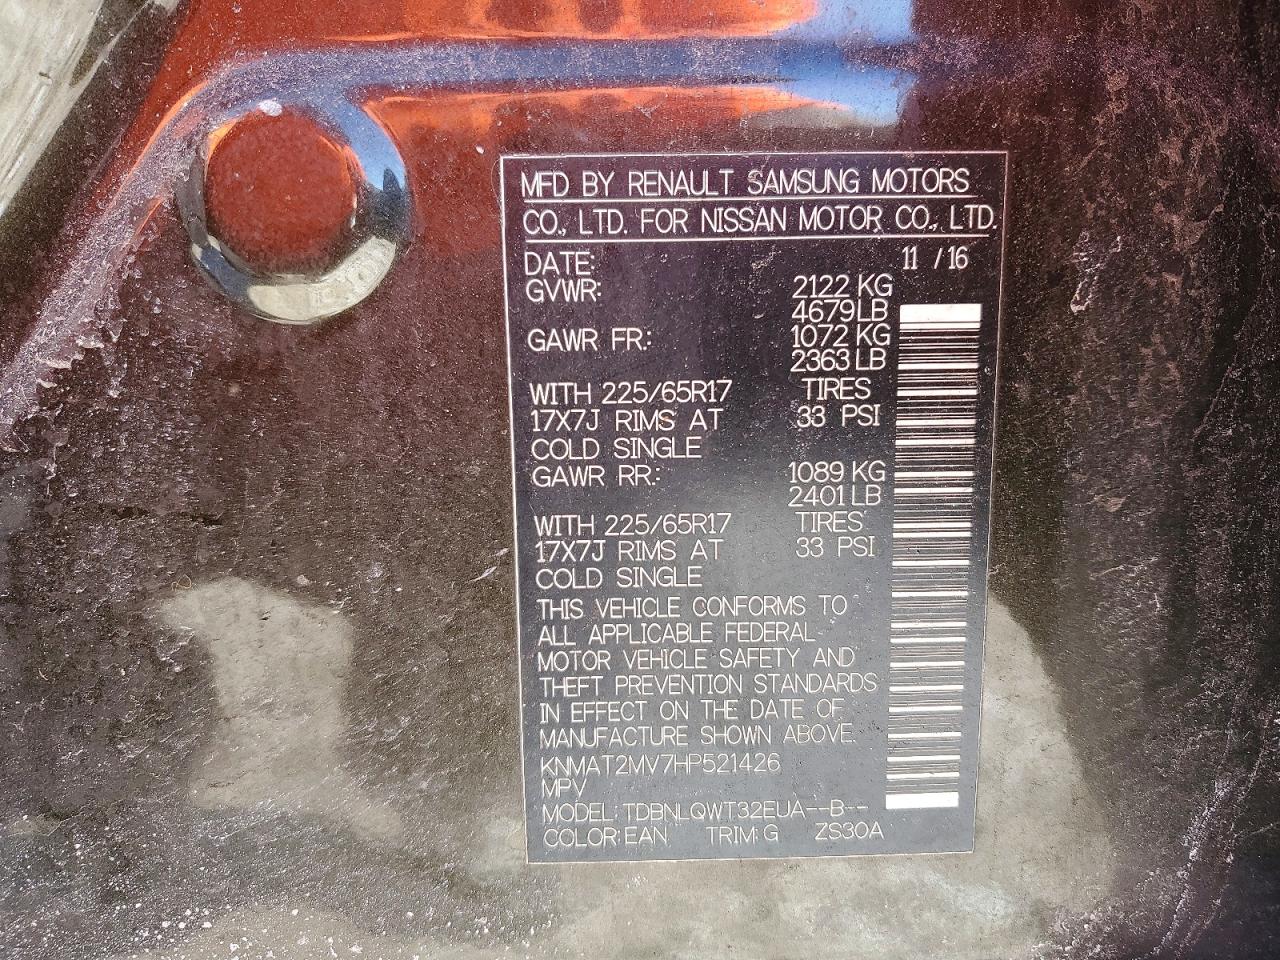 MFD BY RENAULT SAMSUNG MOTORS
CO., LTD. FOR NISSAN MOTOR CO., LTD.
DATE: 11 / 16
GVWR: 2122 KG
4679LB
GAWR FR.: 1072 KG
2363 LB
WITH 225/65R17 TIRES
17X7J RIMS AT 33 PSI
COLD SINGLE
GAWR RR.: 1089 KG
2401 LB
WITH 225/65R17 TIRES
17X7J RIMS AT 33 PSI
COLD SINGLE
THIS VEHICLE CONFORMS TO
ALL APPLICABLE FEDERAL
MOTOR VEHICLE SAFETY AND
THEFT PREVENTION STANDARDS
IN EFFECT ON THE DATE OF
MANUFACTURE SHOWN ABOVE.
KNMAT2MV7HP521426
MPV
MODEL: TDBNLQWT32EUA--B--
COLOR: EAN TRIM: G ZS30A